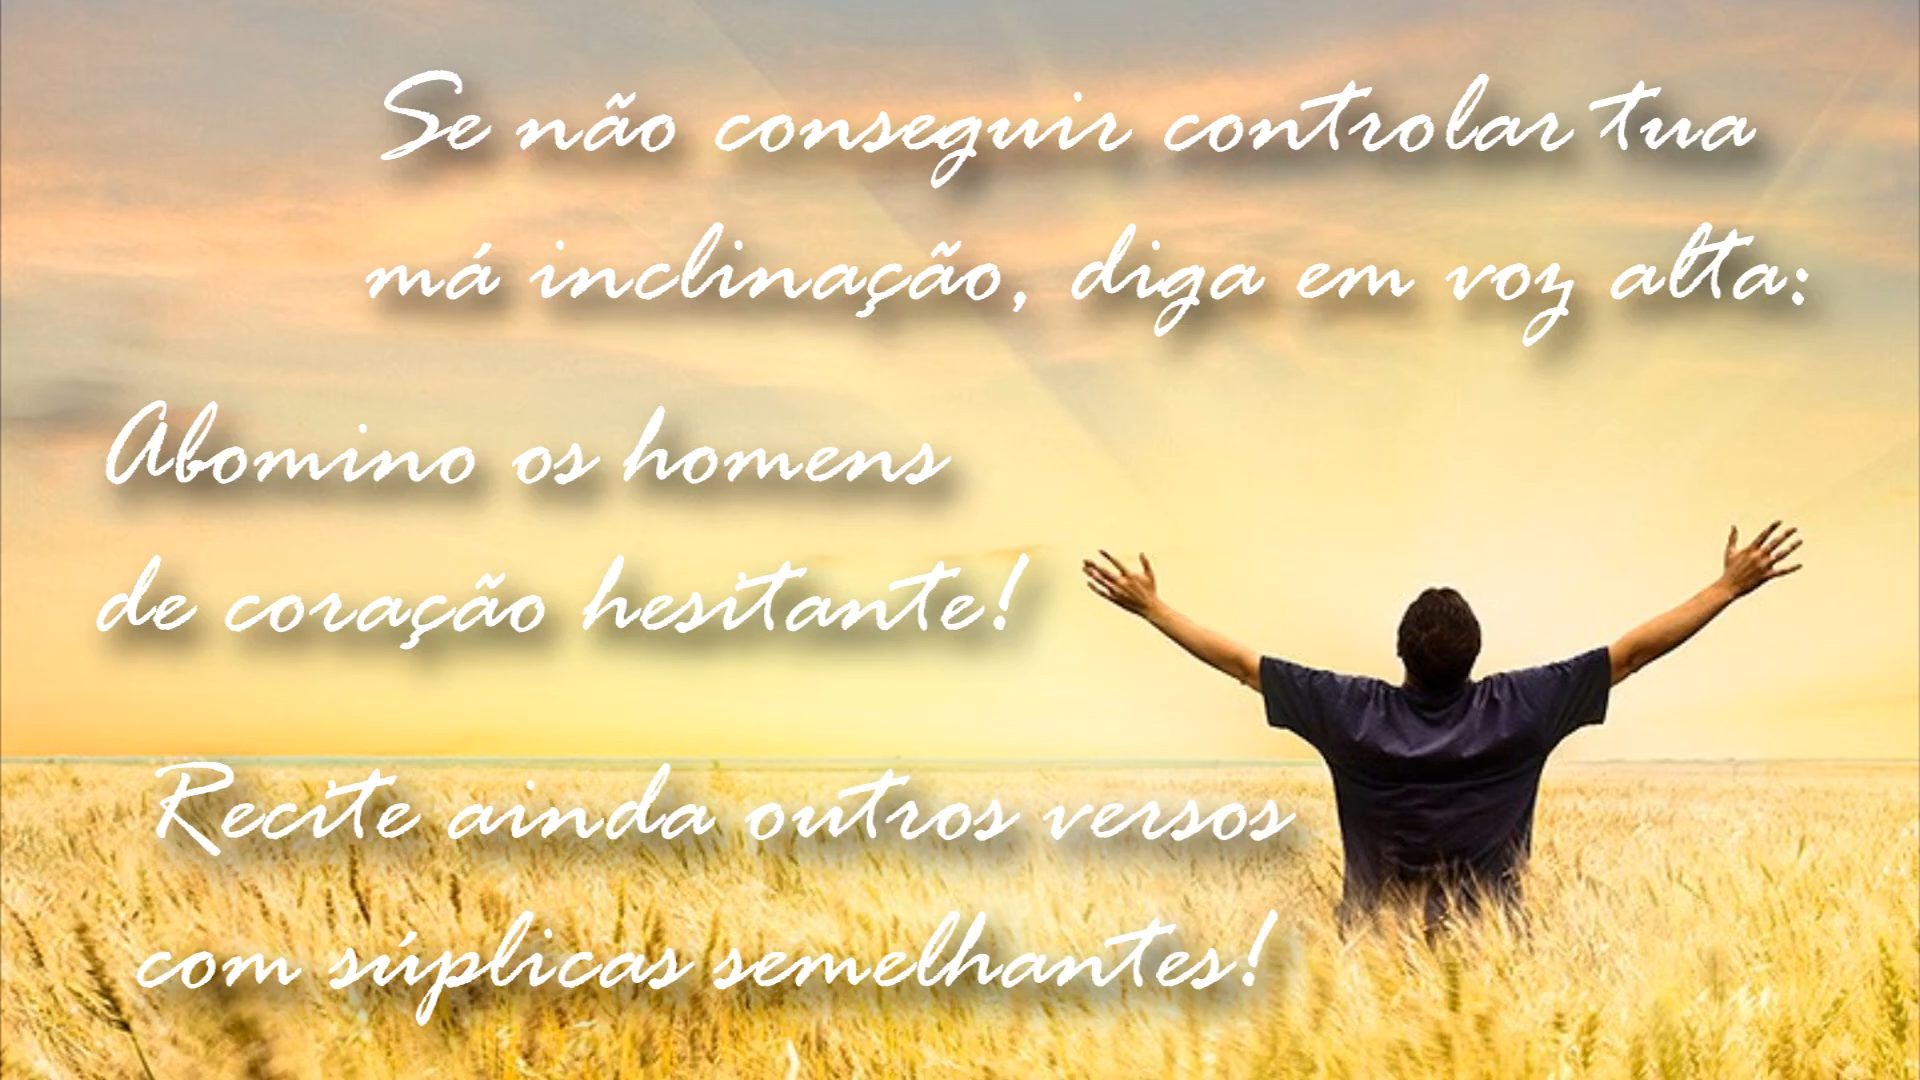 Se não conseguir controlar tua
má inclinação, diga em voz alta:
Abomino os homens
de coração hesitante!
Recite ainda outros versos
com súplicas semelhantes!